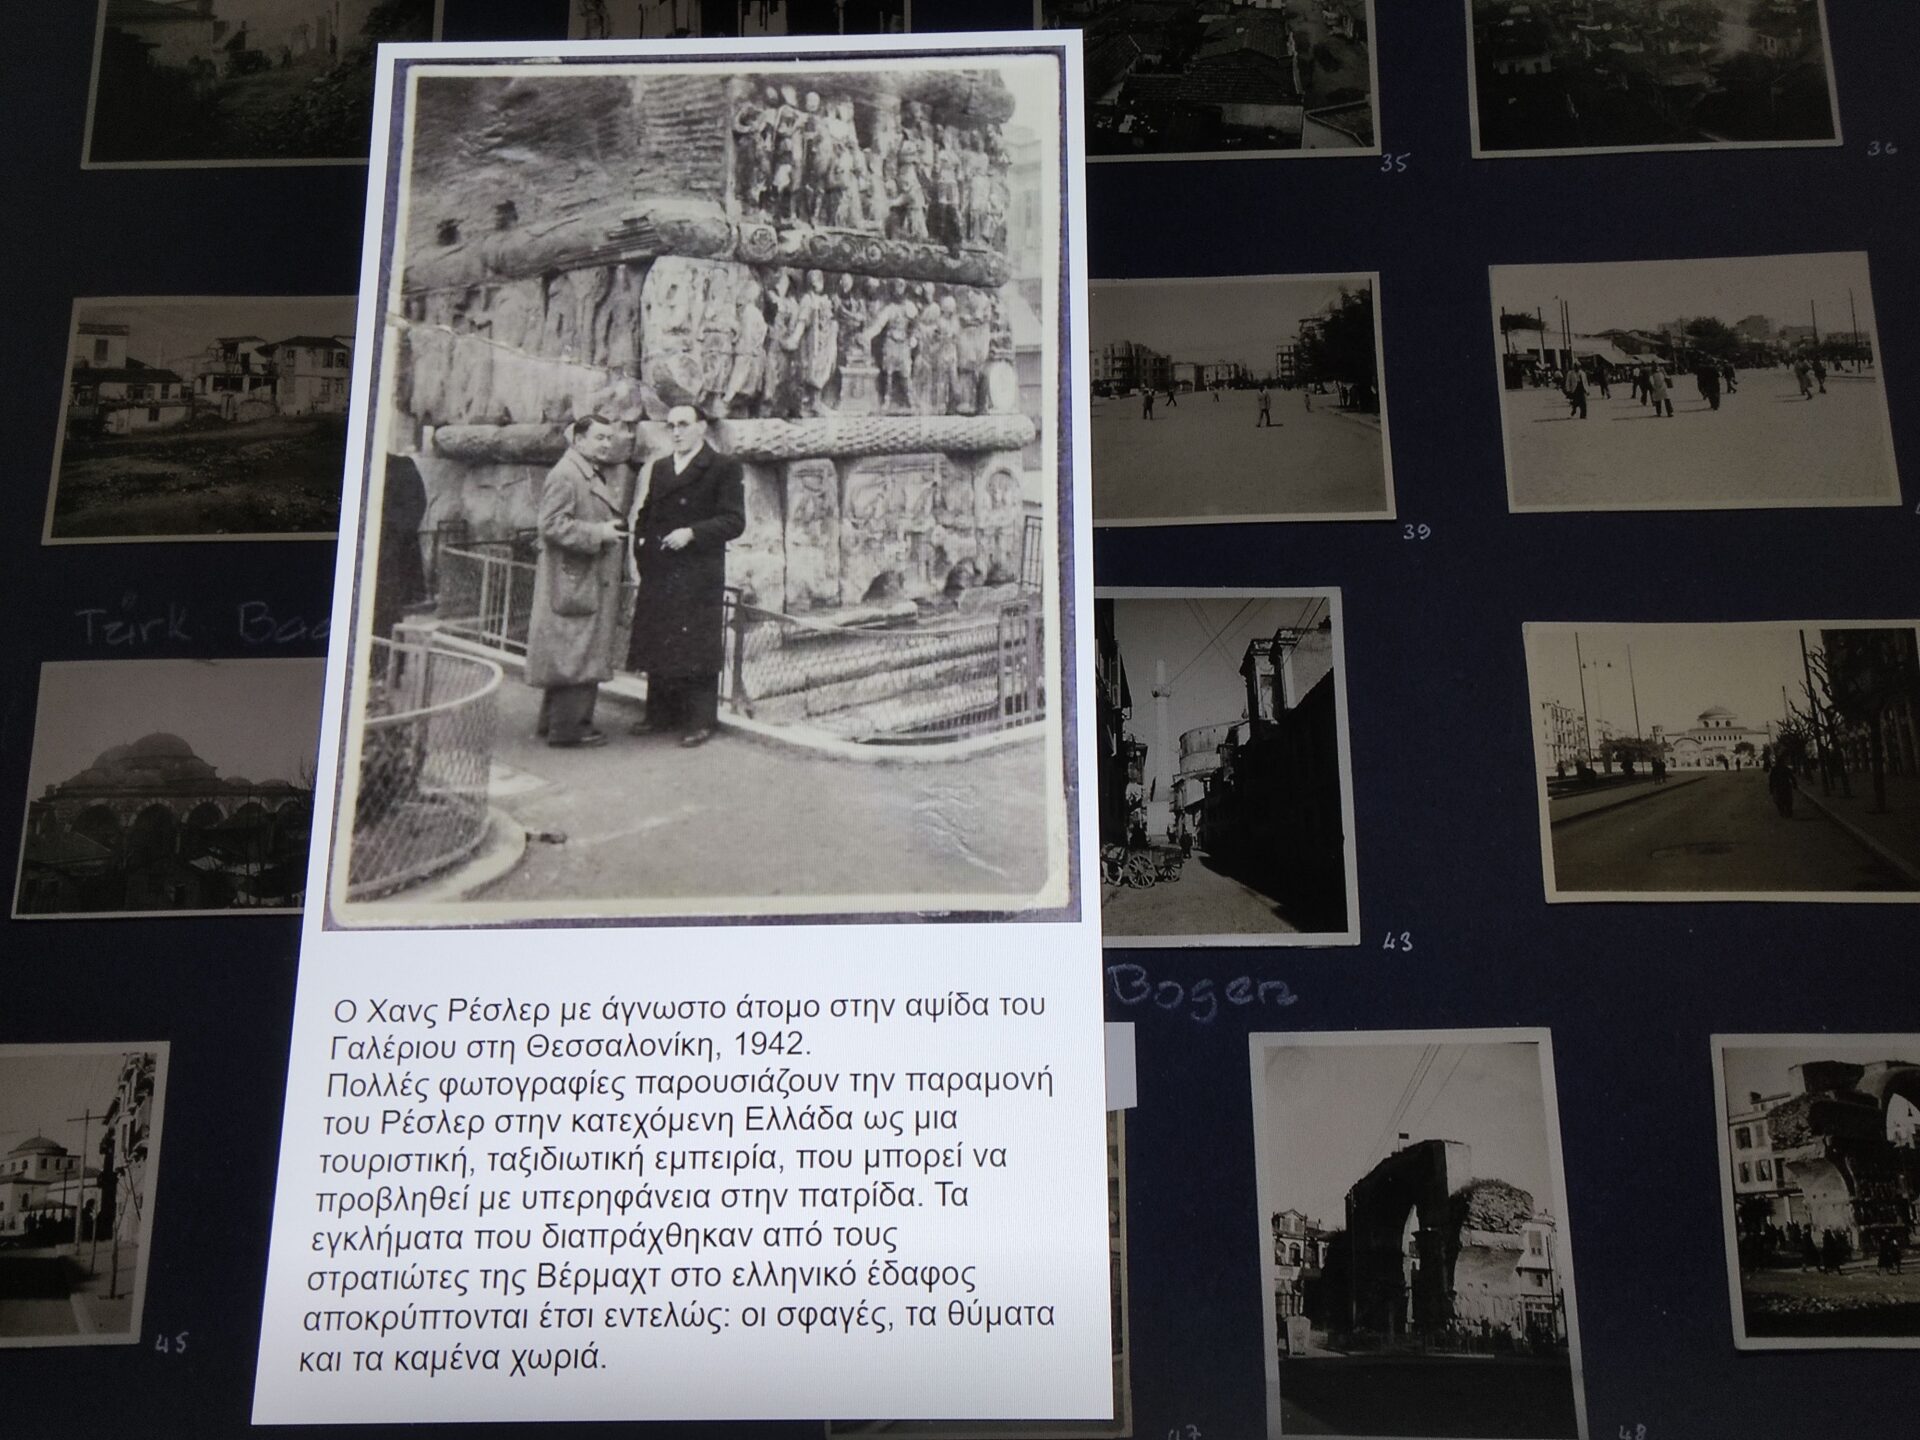 35
36
39
Türk
43
Bogen
Ο Χανς Ρέσλερ με άγνωστο άτομο στην αψίδα του
Γαλέριου στη Θεσσαλονίκη, 1942.
Πολλές φωτογραφίες παρουσιάζουν την παραμονή
του Ρέσλερ στην κατεχόμενη Ελλάδα ως μια
τουριστική, ταξιδιωτική εμπειρία, που μπορεί να
προβληθεί με υπερηφάνεια στην πατρίδα. Τα
εγκλήματα που διαπράχθηκαν από τους
στρατιώτες της Βέρμαχτ στο ελληνικό έδαφος
αποκρύπτονται έτσι εντελώς: οι σφαγές, τα θύματα
και τα καμένα χωριά.
45
47
48